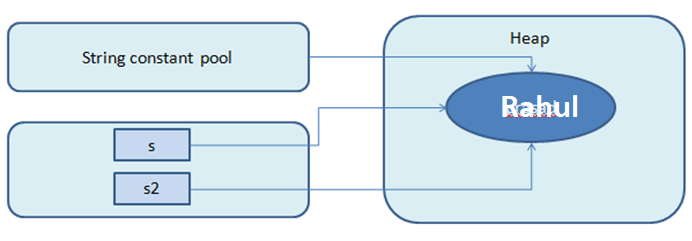 String constant pool
Heap
Rahul
s
s2